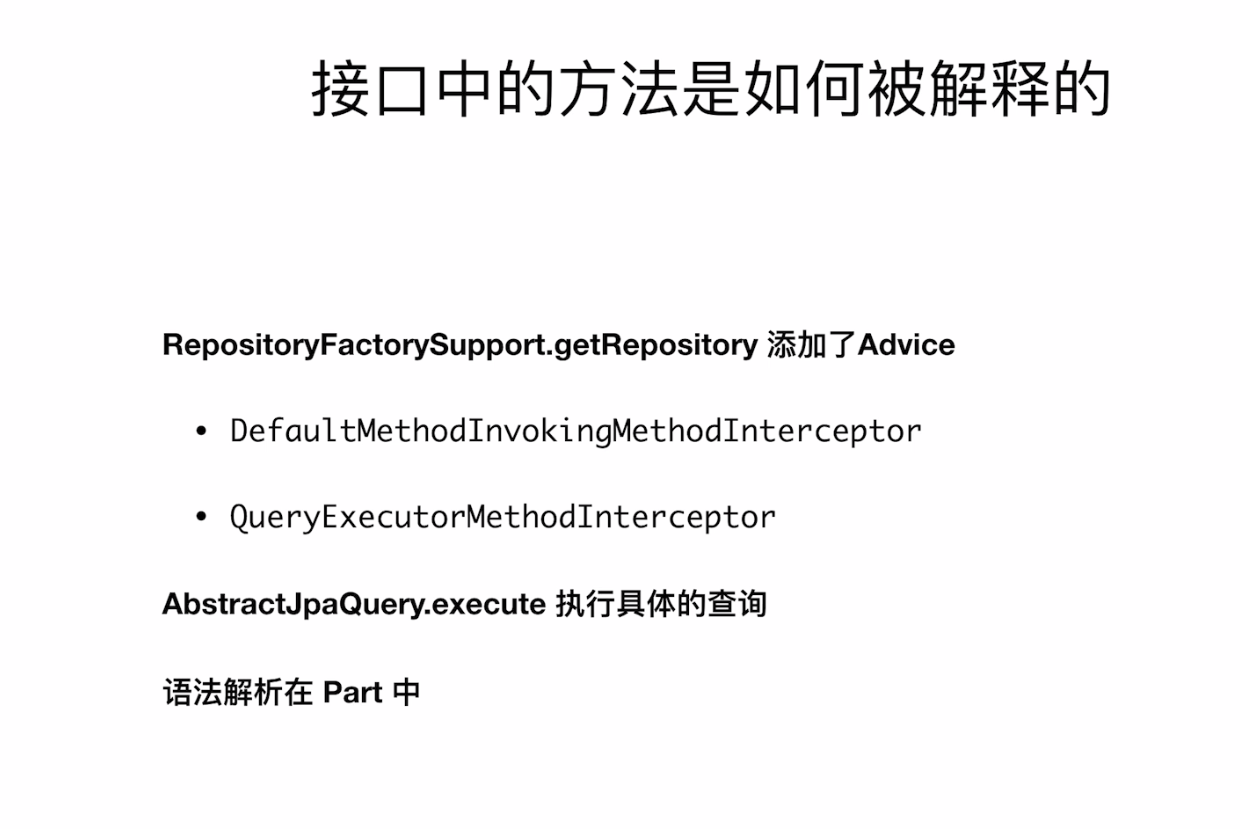 接口中的方法是如何被解释的
RepositoryFactorySupport.getRepository 添加了Advice
• DefaultMethodInvokingMethodInterceptor
• QueryExecutorMethodInterceptor
AbstractJpaQuery.execute 执行具体的查询
语法解析在 Part 中